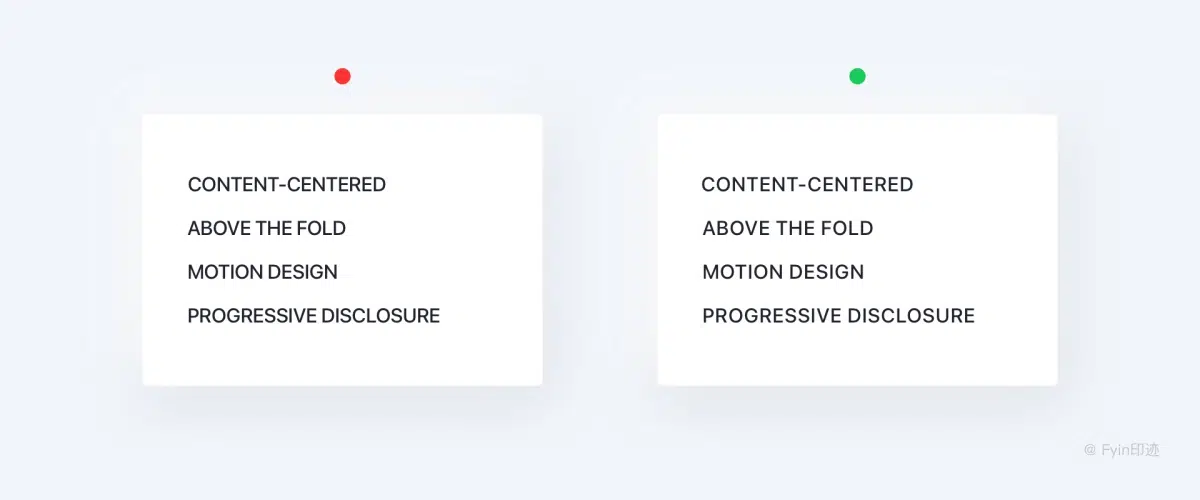 CONTENT-CENTERED
ABOVE THE FOLD
MOTION DESIGN
PROGRESSIVE DISCLOSURE
CONTENT-CENTERED
ABOVE THE FOLD
MOTION DESIGN
PROGRESSIVE DISCLOSURE
@ Fyin印迹